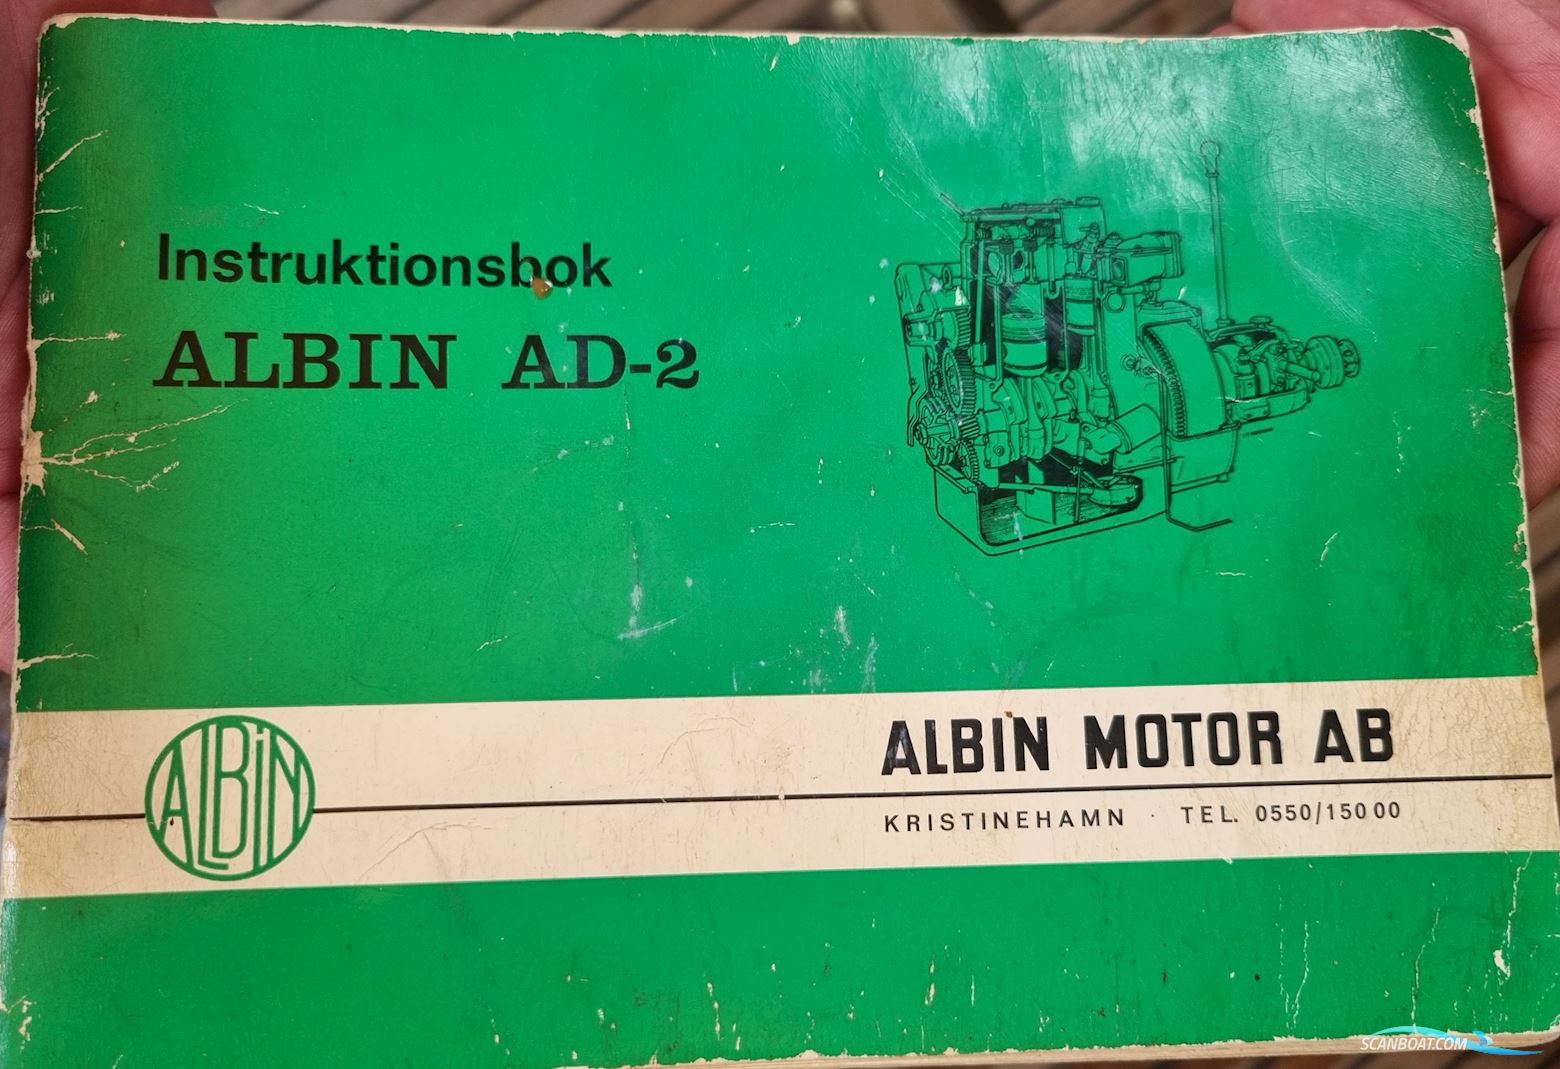 Instruktionsbok
ALBIN AD-2
ALBIN
ALBIN MOTOR AB
KRISTINEHAMN · TEL. 0550/150 00
SCANBOAT.COM